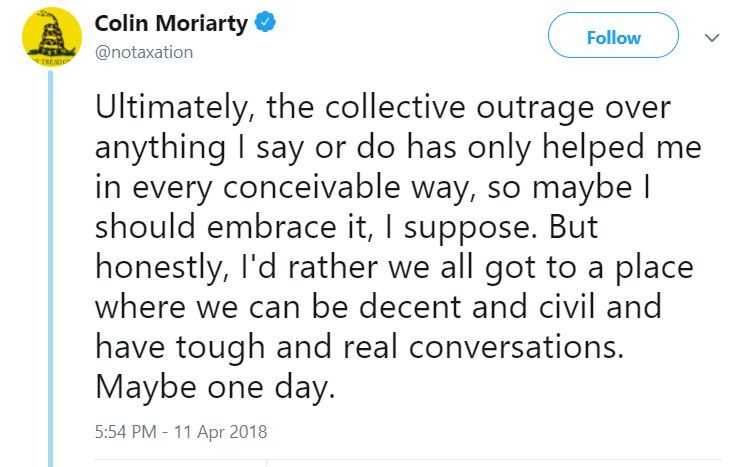 Colin Moriarty
@notaxation
Follow
Ultimately, the collective outrage over
anything I say or do has only helped me
in every conceivable way, so maybe I
should embrace it, I suppose. But
honestly, I'd rather we all got to a place
where we can be decent and civil and
have tough and real conversations.
Maybe one day.
5:54 PM - 11 Apr 2018